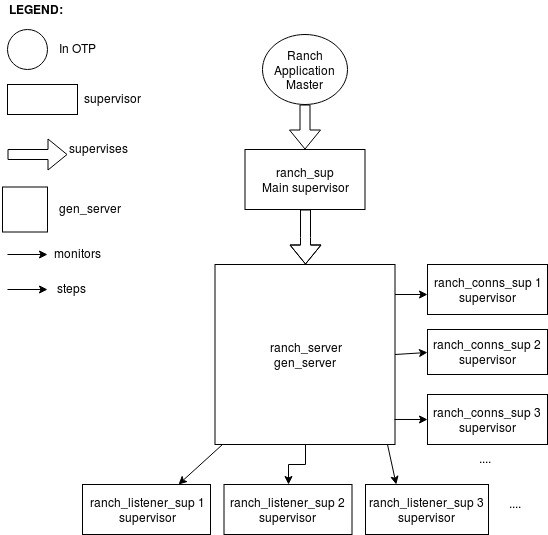 LEGEND:
In OTP
supervisor
supervises
gen_server
monitors
steps
Ranch
Application
Master
ranch_sup
Main supervisor
ranch_server
gen_server
ranch_conns_sup 1
supervisor
ranch_conns_sup 2
supervisor
ranch_conns_sup 3
supervisor
....
ranch_listener_sup 1
supervisor
ranch_listener_sup 2
supervisor
ranch_listener_sup 3
supervisor
....